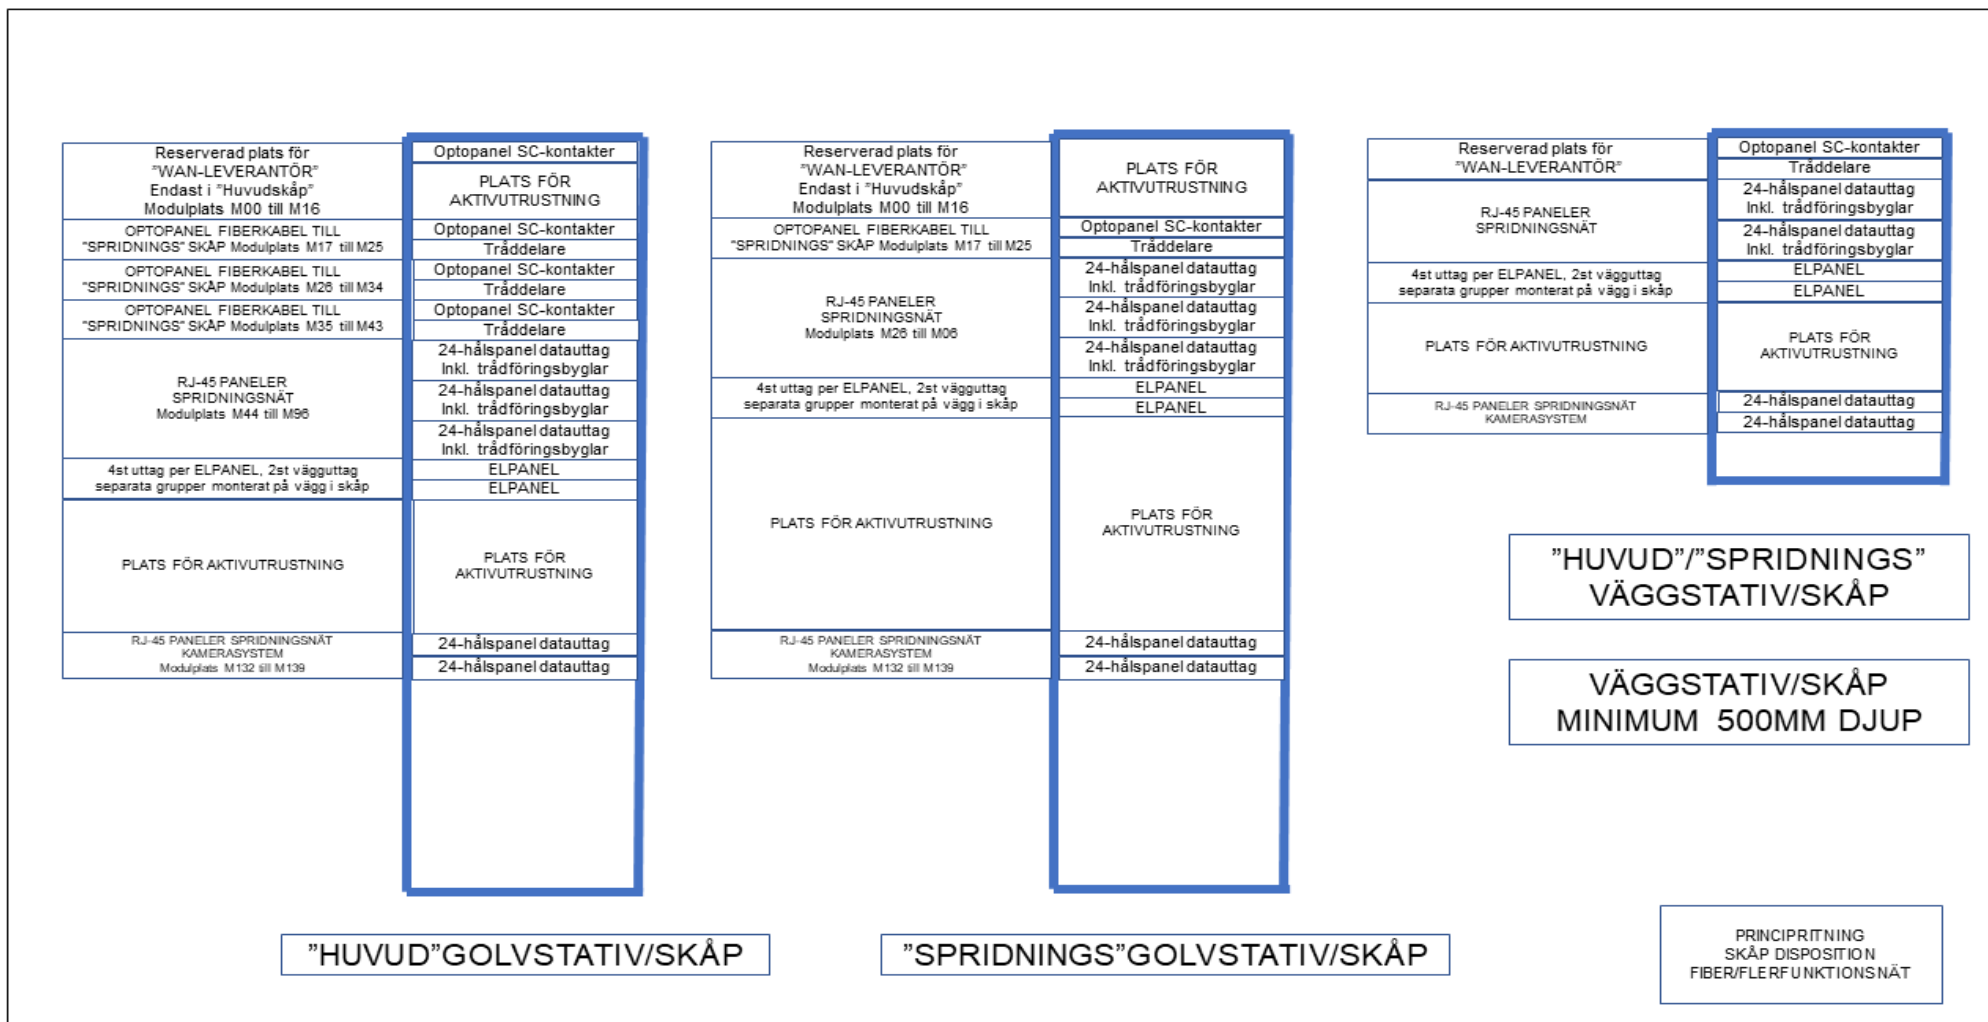 Reserverad plats för
"WAN-LEVERANTÖR"
Endast i "Huvudskåp"
Modulplats M00 till M16
OPTOPANEL FIBERKABEL TILL
"SPRIDNINGS" SKÅP Modulplats M17 till M25
OPTOPANEL FIBERKABEL TILL
"SPRIDNINGS" SKÅP Modulplats M26 till M34
OPTOPANEL FIBERKABEL TILL
"SPRIDNINGS" SKÅP Modulplats M35 till M43
RJ-45 PANELER
SPRIDNINGSNÄT
Modulplats M44 till M96
4st uttag per ELPANEL, 2st vägguttag
separata grupper monterat på vägg i skåp
PLATS FÖR AKTIVUTRUSTNING
RJ-45 PANELER SPRIDNINGSNÄT
KAMERASYSTEM
Modulplats M132 till M139
Optopanel SC-kontakter
PLATS FÖR
AKTIVUTRUSTNING
Optopanel SC-kontakter
Tråddelare
Optopanel SC-kontakter
Tråddelare
Optopanel SC-kontakter
Tråddelare
24-hålspanel datauttag
Inkl. trådföringsbyglar
24-hålspanel datauttag
Inkl. trådföringsbyglar
24-hålspanel datauttag
Inkl. trådföringsbyglar
ELPANEL
ELPANEL
PLATS FÖR
AKTIVUTRUSTNING
24-hålspanel datauttag
24-hålspanel datauttag
"HUVUD"GOLVSTATIV/SKÅP
Reserverad plats för
"WAN-LEVERANTÖR"
Endast i "Huvudskåp"
Modulplats M00 till M16
OPTOPANEL FIBERKABEL TILL
"SPRIDNINGS" SKÅP Modulplats M17 till M25
RJ-45 PANELER
SPRIDNINGSNÄT
Modulplats M26 till M06
4st uttag per ELPANEL, 2st vägguttag
separata grupper monterat på vägg i skåp
PLATS FÖR AKTIVUTRUSTNING
RJ-45 PANELER SPRIDNINGSNÄT
KAMERASYSTEM
Modulplats M132 till M139
PLATS FÖR
AKTIVUTRUSTNING
Optopanel SC-kontakter
Tråddelare
24-hålspanel datauttag
Inkl. trådföringsbyglar
24-hålspanel datauttag
Inkl. trådföringsbyglar
24-hålspanel datauttag
Inkl. trådföringsbyglar
ELPANEL
ELPANEL
PLATS FÖR
AKTIVUTRUSTNING
24-hålspanel datauttag
24-hålspanel datauttag
"SPRIDNINGS"GOLVSTATIV/SKÅP
Reserverad plats för
"WAN-LEVERANTÖR"
RJ-45 PANELER
SPRIDNINGSNÄT
4st uttag per ELPANEL, 2st vägguttag
separata grupper monterat på vägg i skåp
PLATS FÖR AKTIVUTRUSTNING
RJ-45 PANELER SPRIDNINGSNÄT
KAMERASYSTEM
Optopanel SC-kontakter
Tråddelare
24-hålspanel datauttag
Inkl. trådföringsbyglar
24-hålspanel datauttag
Inkl. trådföringsbyglar
ELPANEL
ELPANEL
PLATS FÖR
AKTIVUTRUSTNING
24-hålspanel datauttag
24-hålspanel datauttag
"HUVUD"/"SPRIDNINGS"
VÄGGSTATIV/SKÅP
VÄGGSTATIV/SKÅP
MINIMUM 500MM DJUP
PRINCIPRITNING
SKÅP DISPOSITION
FIBER/FLERFUNKTIONSNÄT